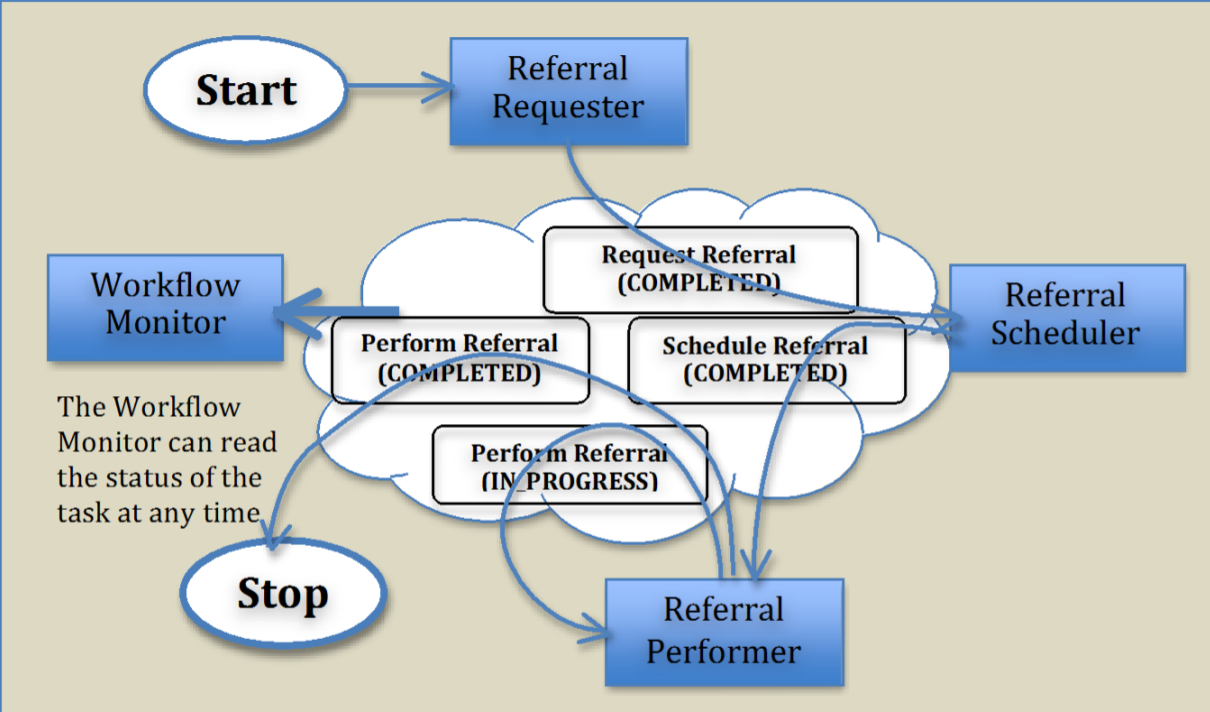 Start
Referral
Requester
Request Referral
(COMPLETED)
Workflow
Monitor
Referral
Scheduler
Perform Referral
(COMPLETED)
Schedule Referral
(COMPLETED)
The Workflow
Monitor can read
the status of the
task at any time
Perform Referral
(IN_PROGRESS)
Stop
Referral
Performer